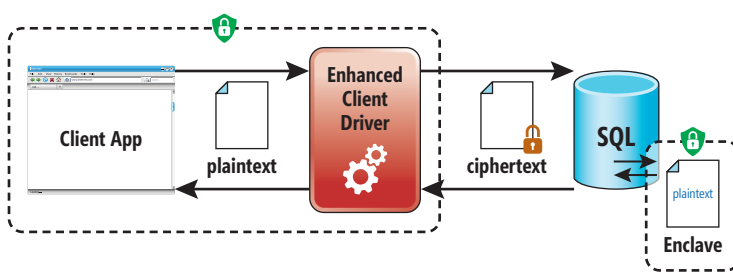 Client App
plaintext
Enhanced
Client
Driver
ciphertext
SQL
plaintext
Enclave